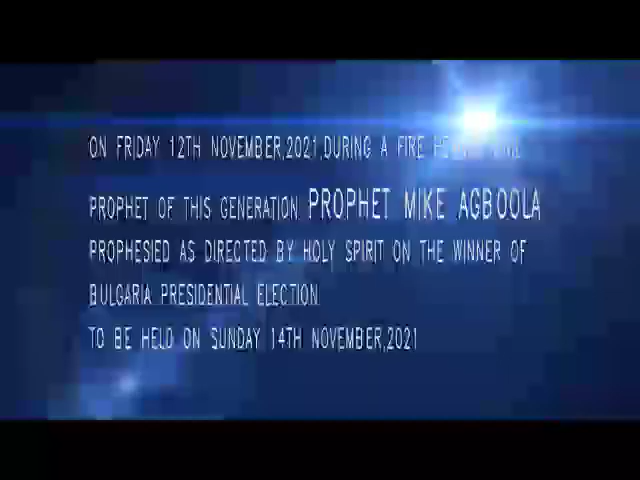 ON FRIDAY 12TH NOVEMBER,2021,DURING A FIRE
PROPHET OF THIS GENERATION PROPHET MIKE AGBOOLA
PROPHESIED AS DIRECTED BY HOLY SPIRIT ON THE WINNER OF
BULGARIA PRESIDENTIAL ELECTION
TO BE HELD ON SUNDAY 14TH NOVEMBER,2021